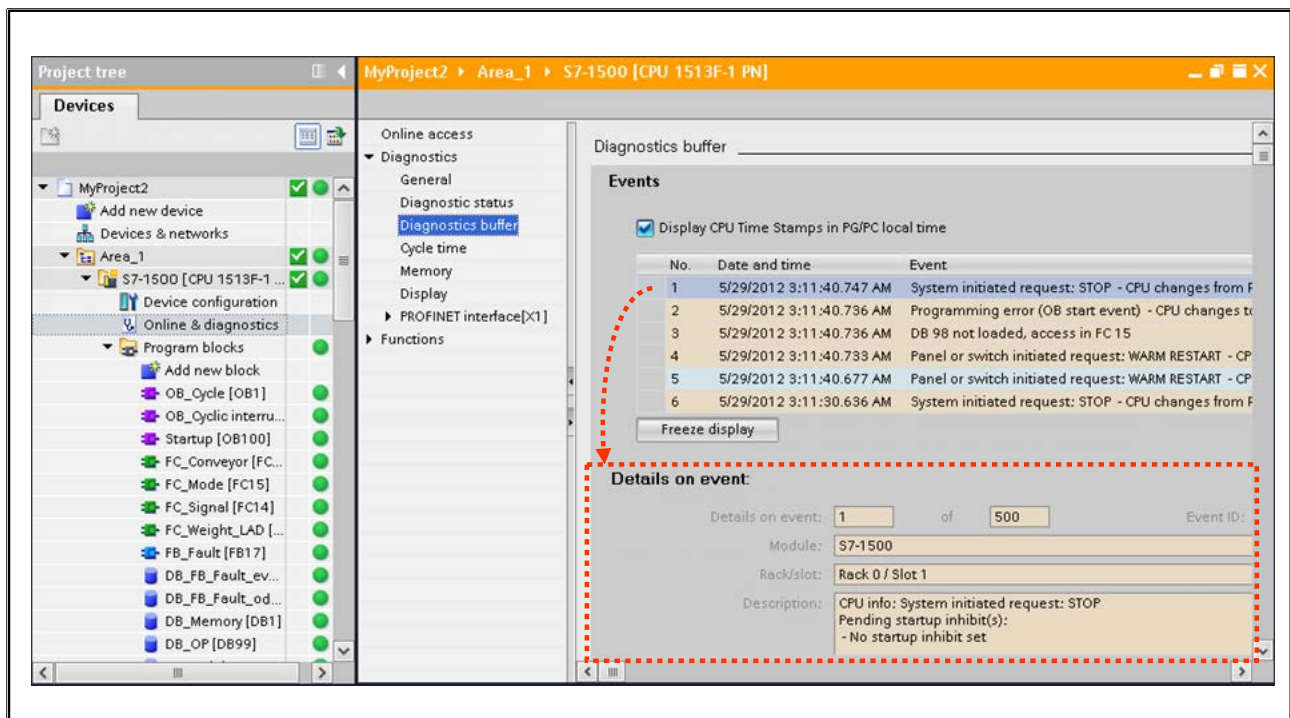 Project tree
Devices
MyProject2
Add new device
Devices & networks
Area_1
S7-1500 [CPU 1513F-1 ...
Device configuration
Online & diagnostics
Program blocks
Add new block
OB_Cycle [OB1]
OB_Cyclic interru...
Startup [OB100]
FC_Conveyor [FC...
FC_Mode [FC15]
FC_Signal [FC14]
FC_Weight_LAD [...
FB_Fault [FB17]
DB_FB_Fault_ev...
DB_FB_Fault_od...
DB_Memory [DB1]
DB_OP [DB99]
MyProject2 Area_1 S7-1500 [CPU 1513F-1 PN]
Online access
Diagnostics
General
Diagnostic status
Diagnostics buffer
Cycle time
Memory
Display
PROFINET interface[X1]
Functions
Diagnostics buffer
Events
Display CPU Time Stamps in PG/PC local time
No. Date and time Event
1 5/29/2012 3:11:40.747 AM System initiated request: STOP - CPU changes from
2 5/29/2012 3:11:40.736 AM Programming error (OB start event) - CPU changes to
3 5/29/2012 3:11:40.736 AM DB 98 not loaded, access in FC 15
4 5/29/2012 3:11:40.733 AM Panel or switch initiated request: WARM RESTART - CP
5 5/29/2012 3:11:40.677 AM Panel or switch initiated request: WARM RESTART - CP
6 5/29/2012 3:11:30.636 AM System initiated request: STOP - CPU changes from
Freeze display
Details on event:
Details on event: 1 of 500 Event ID:
Module: S7-1500
Rack/slot: Rack 0 / Slot 1
Description: CPU info: System initiated request: STOP
Pending startup inhibit(s):
- No startup inhibit set